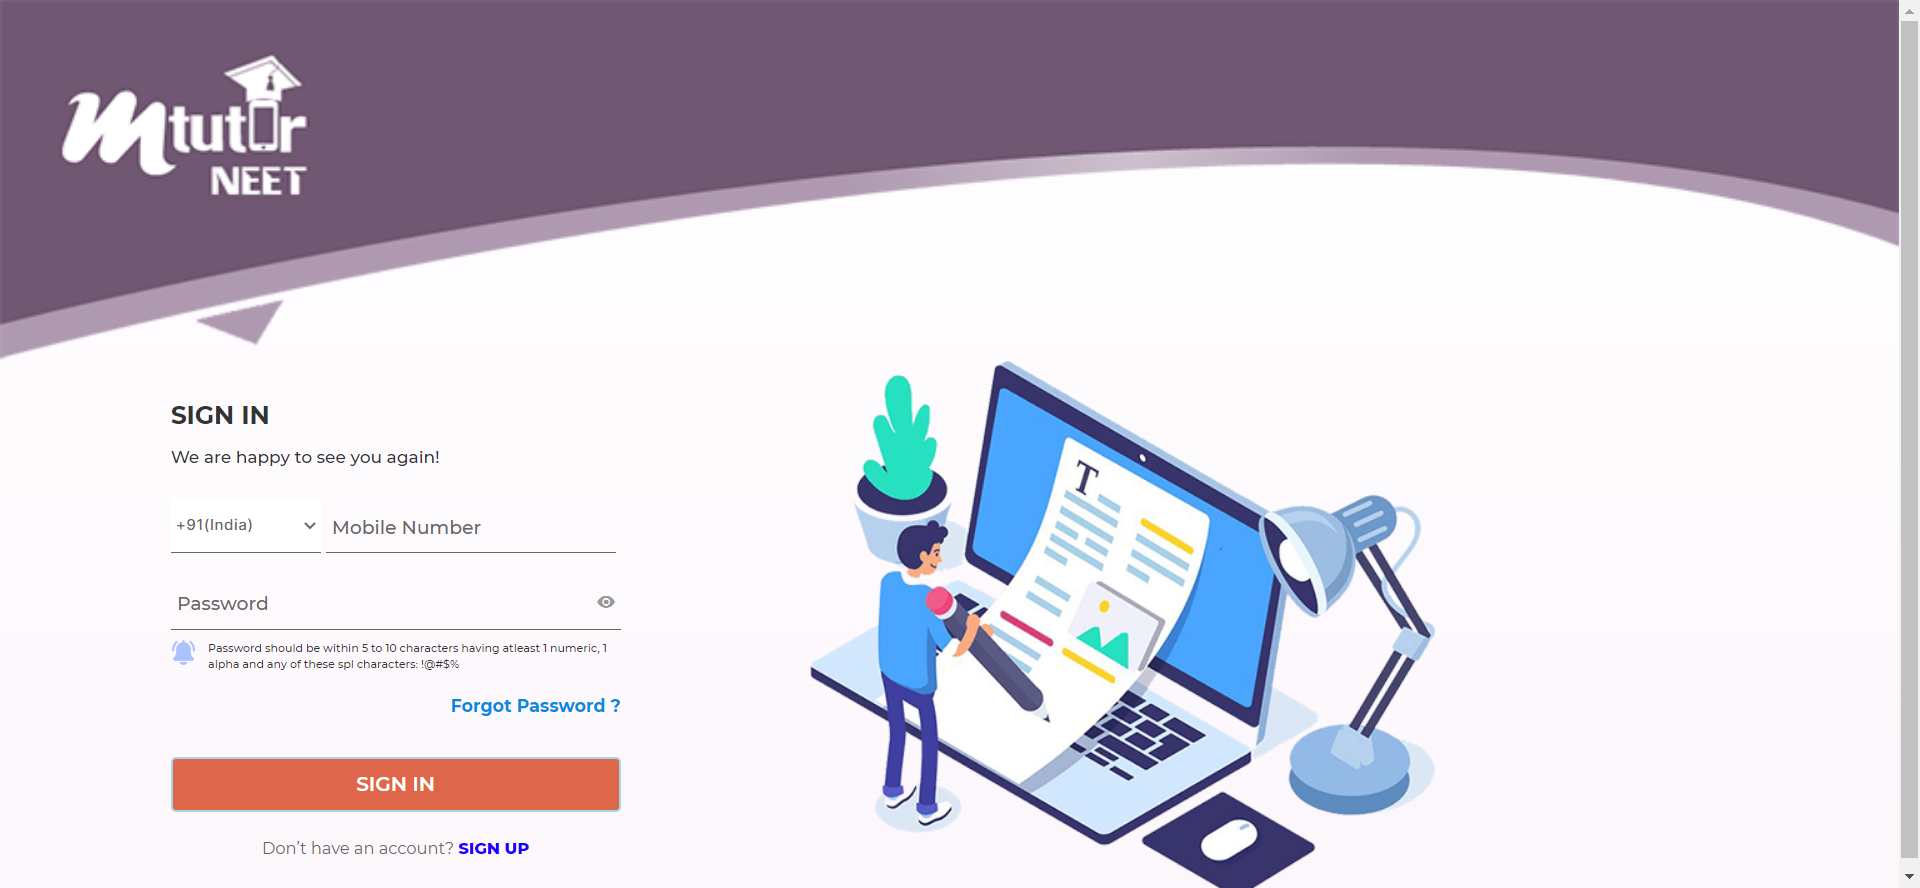 Mtutor
NEET
SIGN IN
We are happy to see you again!
+91(India)
Mobile Number
Password
Password should be within 5 to 10 characters having atleast 1 numeric, 1
alpha and any of these spl characters: !@#$%
Forgot Password ?
SIGN IN
Don't have an account? SIGN UP
T